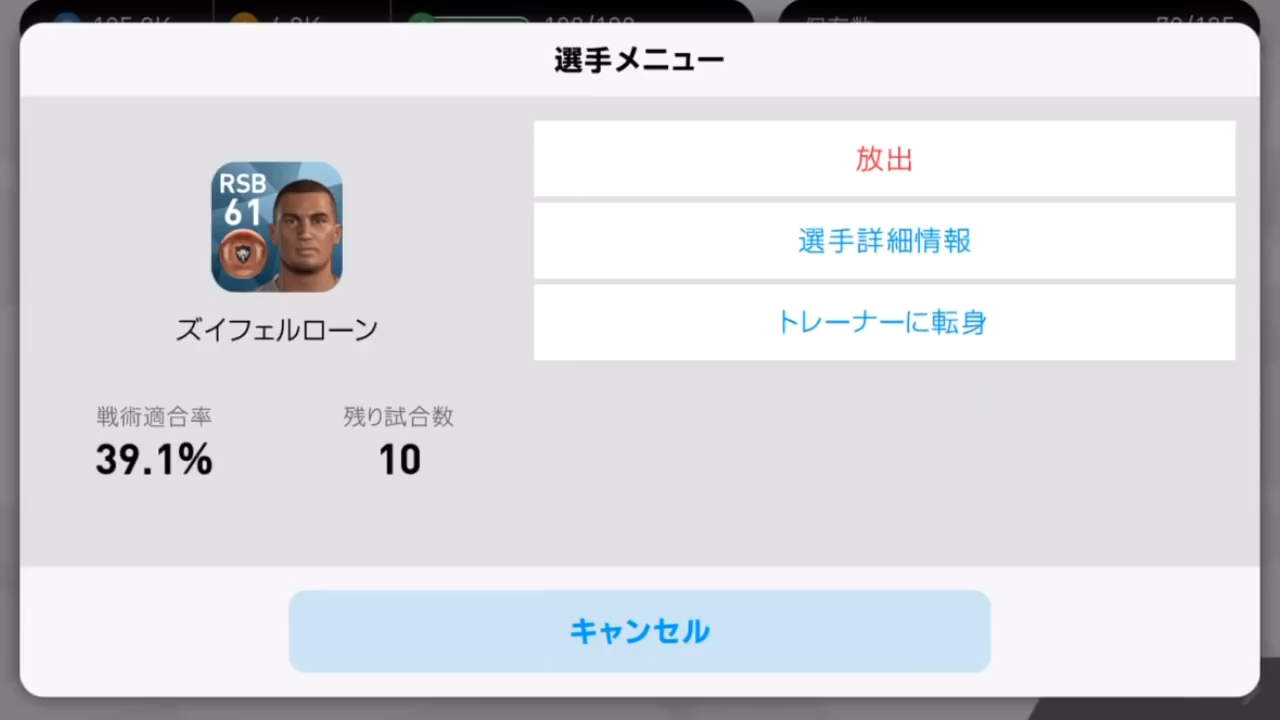 選手メニュー
RSB
61
ズイフェルローン
戦術適合率
39.1%
残り試合数
10
放出
選手詳細情報
トレーナーに転身
キャンセル